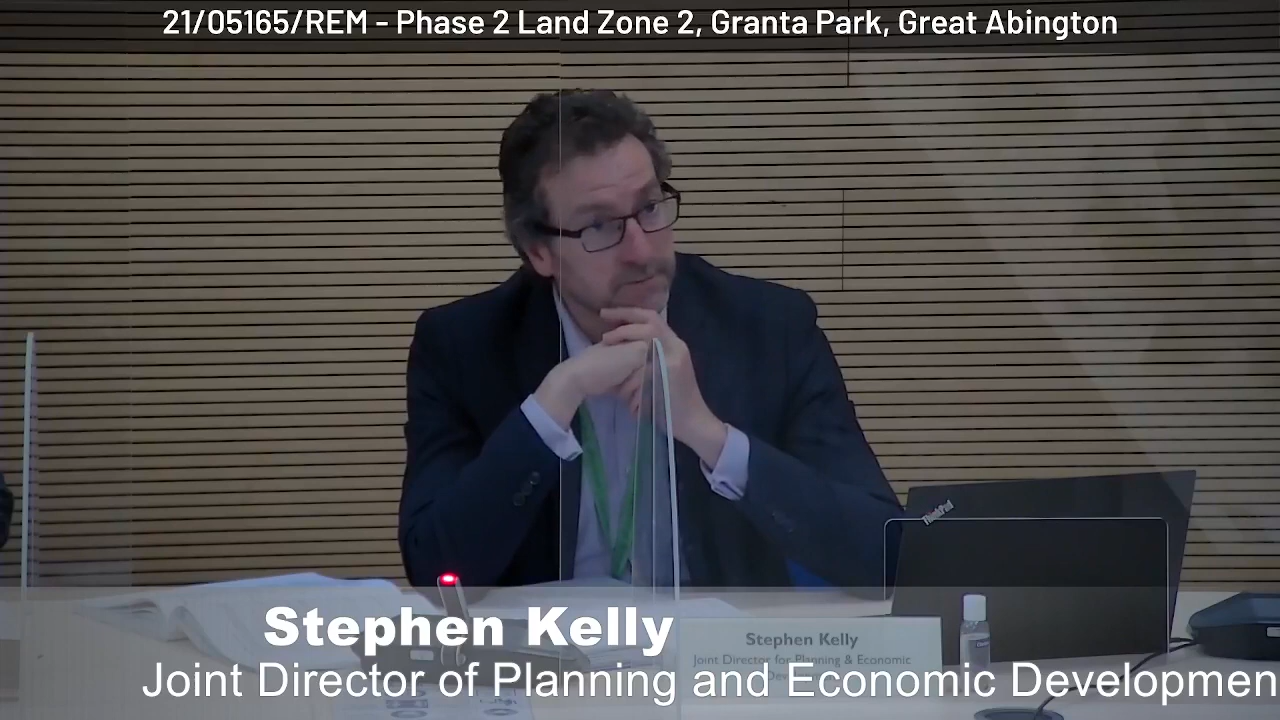 21/05165/REM - Phase 2 Land Zone 2, Granta Park, Great Abington
ThinkPad
Stephen Kelly
Stephen Kelly
Joint Director for Planning & Economic
Joint Director of Planning and Economic Developmen